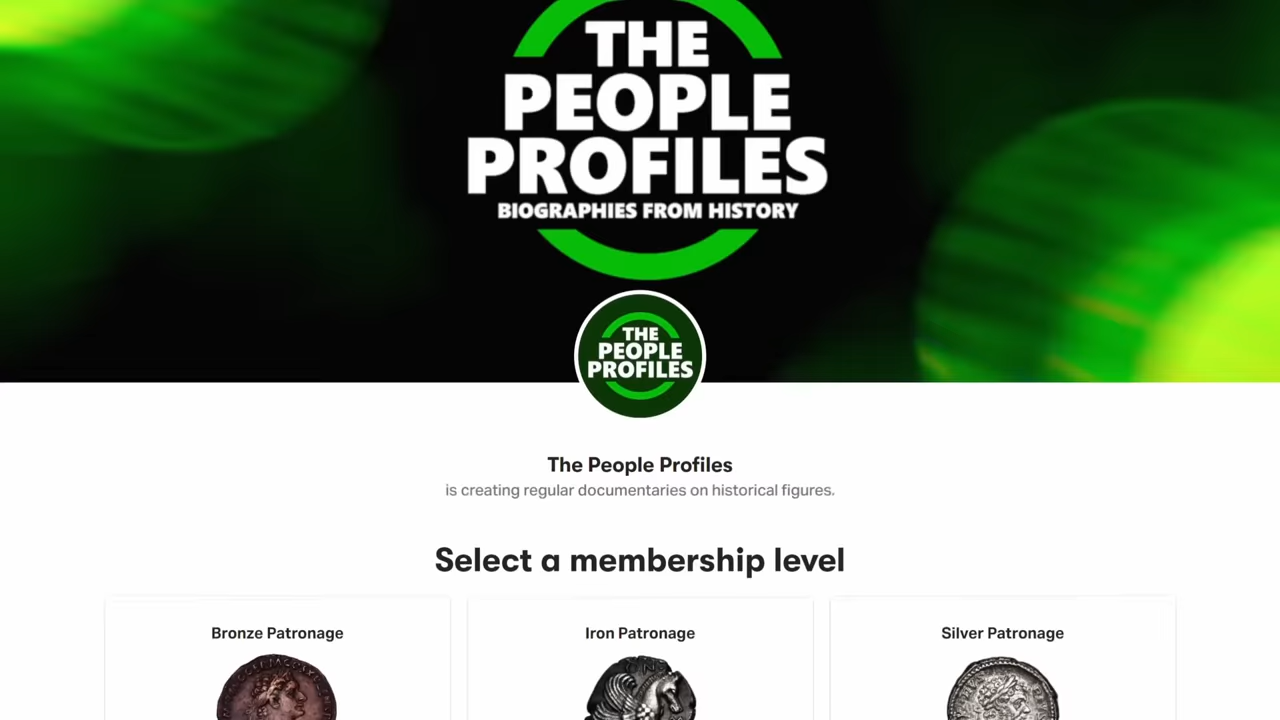 THE
PEOPLE
PROFILES
BIOGRAPHIES FROM HISTORY
THE
PEOPLE
PROFILES
The People Profiles
is creating regular documentaries on historical figures.
Select a membership level
Bronze Patronage
Iron Patronage
Silver Patronage